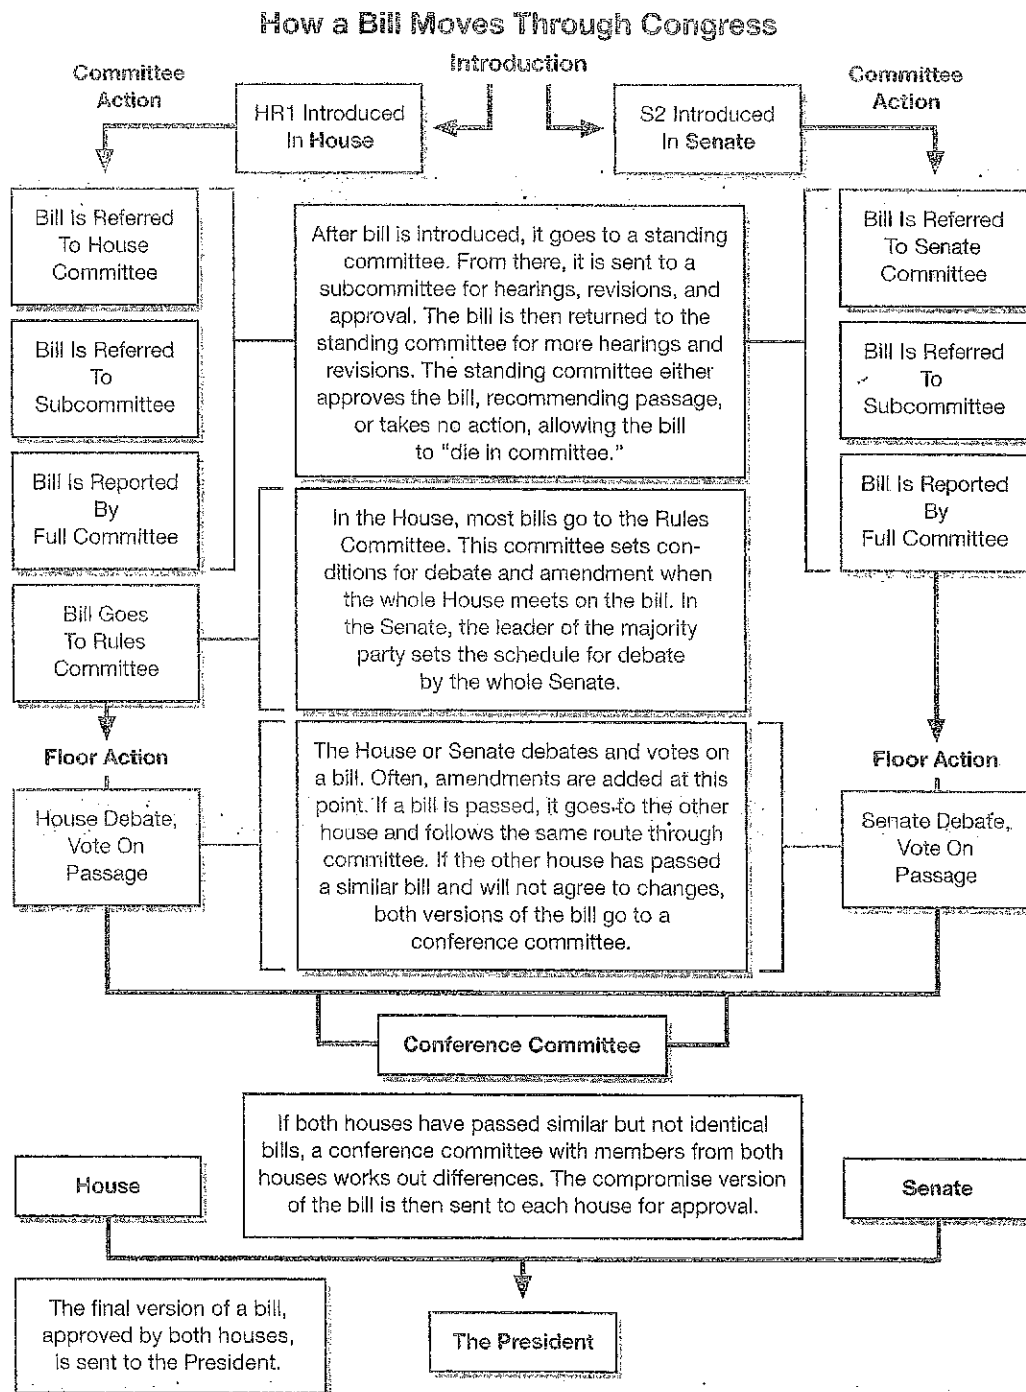 How a Bill Moves Through Congress
Introduction
Committee
Action
Committee
Action
HR1 Introduced
In House
S2 Introduced
In Senate
Bill Is Referred
To House
Committee
Bill Is Referred
To
Subcommittee
Bill Is Reported
By
Full Committee
Bill Goes
To Rules
Committee
Floor Action
House Debate,
Vote On
Passage
After bill is introduced, it goes to a standing
committee. From there, it is sent to a
subcommittee for hearings, revisions, and
approval. The bill is then returned to the
standing committee for more hearings and
revisions. The standing committee either
approves the bill, recommending passage,
or takes no action, allowing the bill
to “die in committee.”
In the House, most bills go to the Rules
Committee. This committee sets con-
ditions for debate and amendment when
the whole House meets on the bill. In
the Senate, the leader of the majority
party sets the schedule for debate
by the whole Senate.
The House or Senate debates and votes on
a bill. Often, amendments are added at this
point. If a bill is passed, it goes to the other
house and follows the same route through
committee. If the other house has passed
a similar bill and will not agree to changes,
both versions of the bill go to a
conference committee.
Bill Is Referred
To Senate
Committee
Bill Is Referred
To
Subcommittee
Bill Is Reported
By
Full Committee
Floor Action
Senate Debate,
Vote On
Passage
Conference Committee
If both houses have passed similar but not identical
bills, a conference committee with members from both
houses works out differences. The compromise version
of the bill is then sent to each house for approval.
House
Senate
The final version of a bill,
approved by both houses,
is sent to the President.
The President